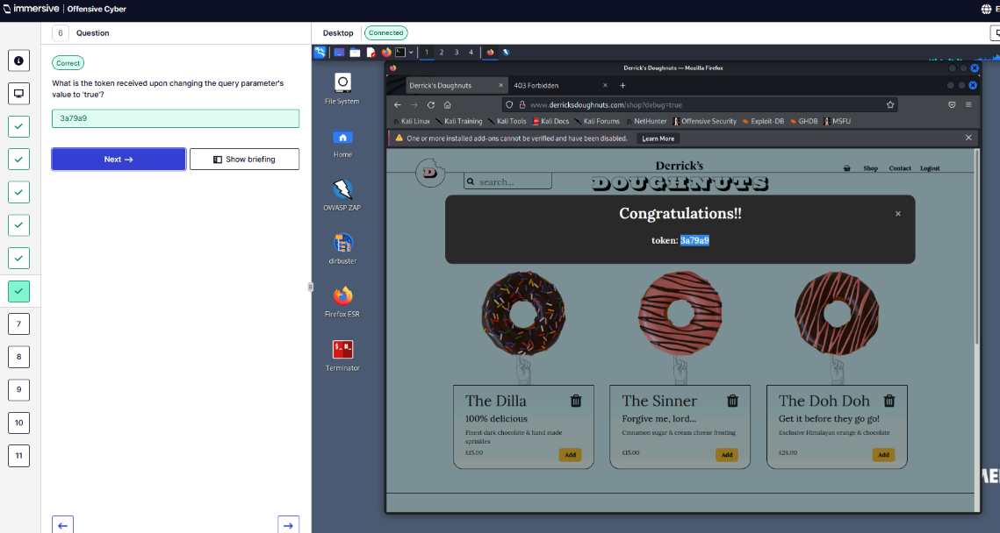 immersive | Offensive Cyber
6 Question
Correct
What is the token received upon changing the query parameter's
value to 'true'?
3a79a9
Next →
Show briefing
7
8
9
10
11
Desktop Connected
1 2 3 4
File System
Home
OWASP ZAP
dirbuster
Firefox ESR
Terminator
Derrick's Doughnuts — Mozilla Firefox
Derrick's Doughnuts × 403 Forbidden × +
www.derricksdoughnuts.com/shop?debug=true
Kali Linux Kali Training Kali Tools Kali Docs Kali Forums NetHunter Offensive Security Exploit-DB GHDB MSFU
One or more installed add-ons cannot be verified and have been disabled. Learn More
D
search...
Derrick's
DOUGHNUTS
Shop Contact Logout
Congratulations!!
token: 3a79a9
The Dilla
100% delicious
Finest dark chocolate & hand made
sprinkles
£15.00 Add
The Sinner
Forgive me, lord...
Cinnamon sugar & cream cheese frosting
£15.00 Add
The Doh Doh
Get it before they go go!
Exclusive Himalayan orange & chocolate
£24.00 Add